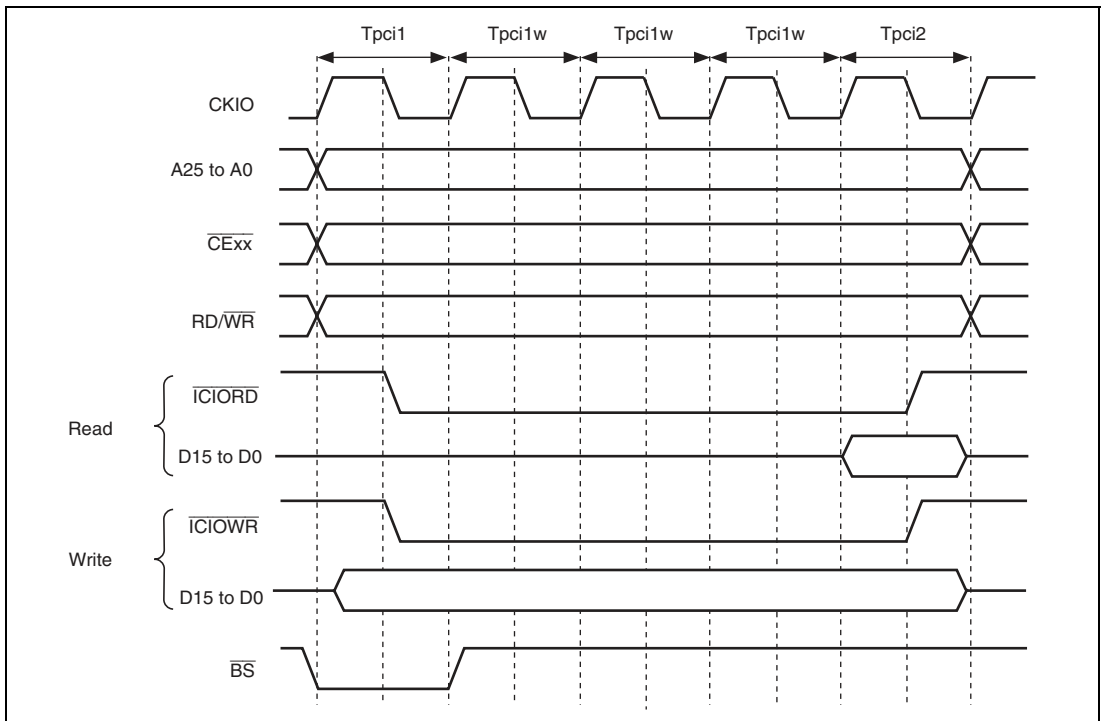 Tpci1 Tpci1w Tpci1w Tpci1w Tpci2
CKIO
A25 to A0
CExx
RD/WR
Read
ICIORD
D15 to D0
Write
ICIOWR
D15 to D0
BS